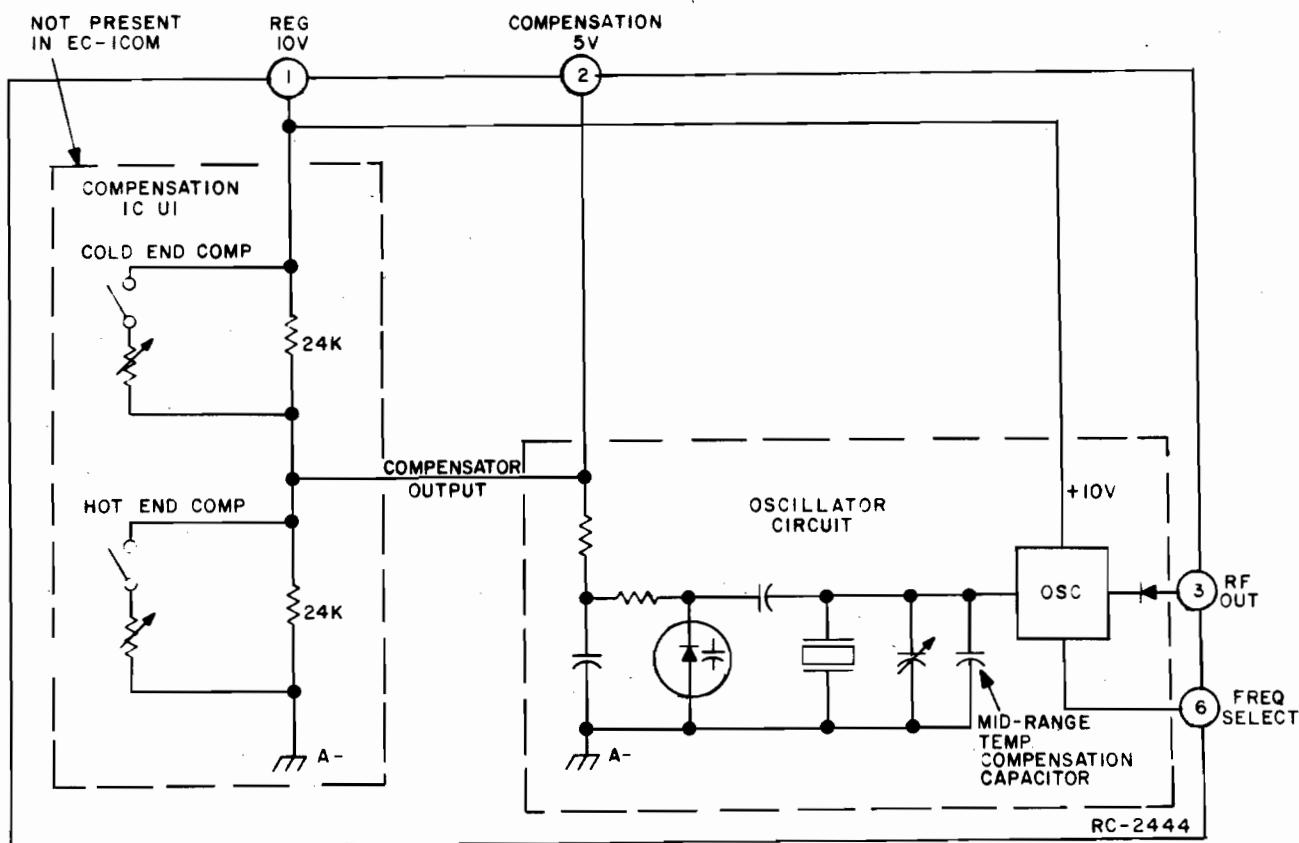 NOT PRESENT
IN EC-ICOM
REG
10V
COMPENSATION
5V
1
2
COMPENSATION
IC U1
COLD END COMP
24K
COMPENSATOR
OUTPUT
HOT END COMP
24K
A-
OSCILLATOR
CIRCUIT
+10V
OSC
3
RF
OUT
6
FREQ
SELECT
A-
MID-RANGE
TEMP
COMPENSATION
CAPACITOR
RC-2444